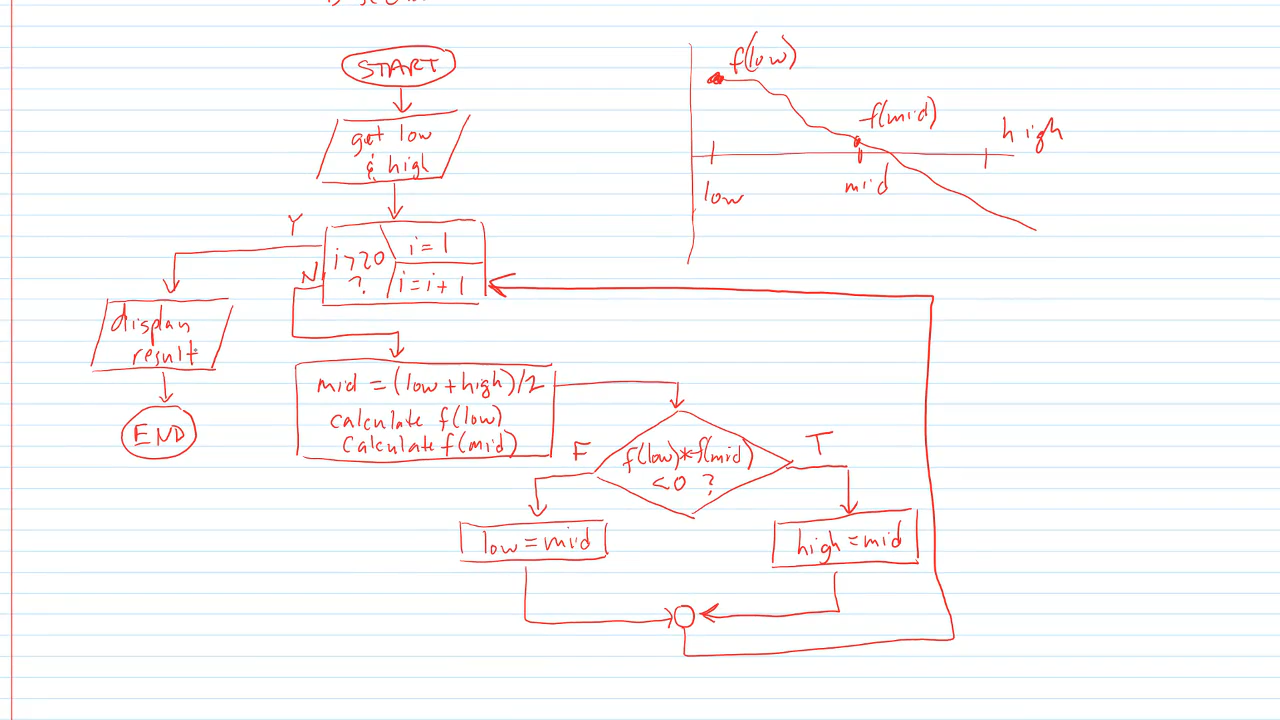 START
get low
& high
i>20
?
i=1
i=i+1
Y
N
display
result
END
mid=(low+high)/2
calculate f(low)
calculate f(mid)
f(low)*f(mid)
<0 ?
F
T
low=mid
high=mid
f(low)
f(mid)
high
low
mid